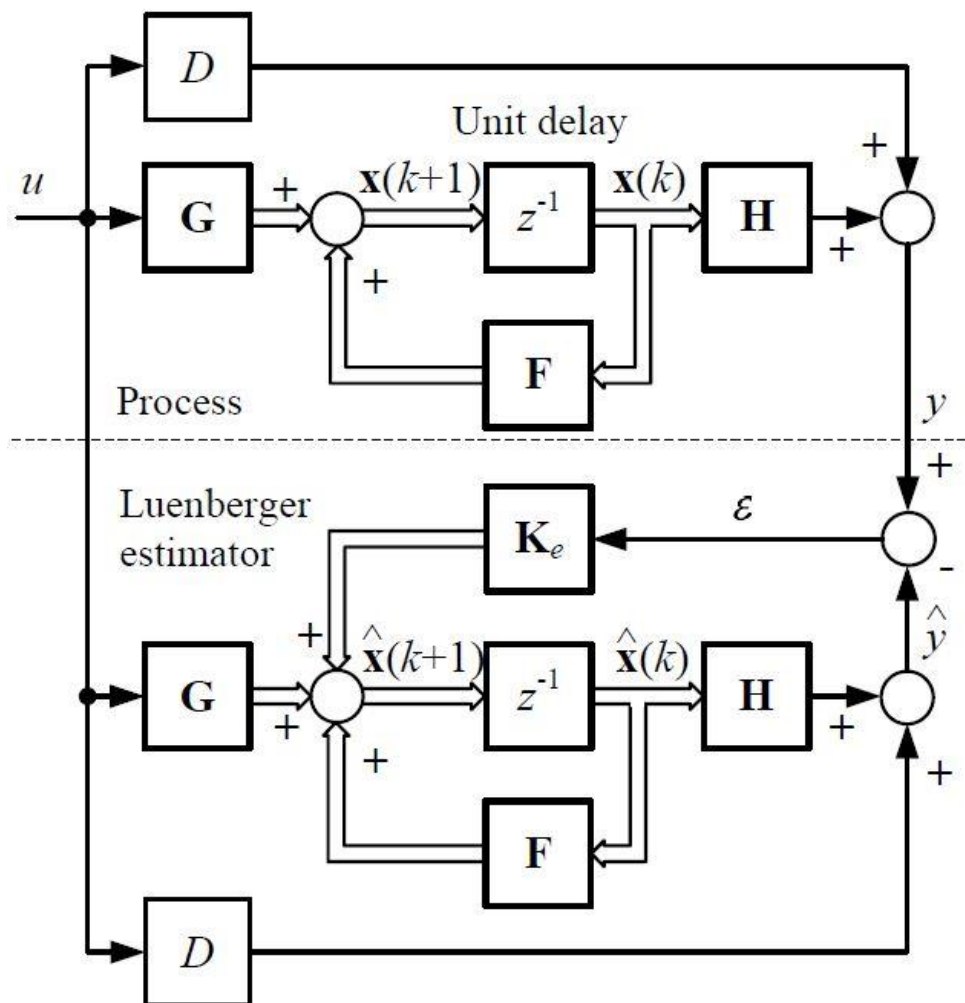 D
Unit delay
+
u
+
x(k+1)
x(k)
G
z⁻¹
H
+
+
F
Process
y
+
Luenberger
estimator
Kₑ
ε
-
+
x̂(k+1)
x̂(k)
ŷ
G
z⁻¹
H
+
+
+
+
F
D